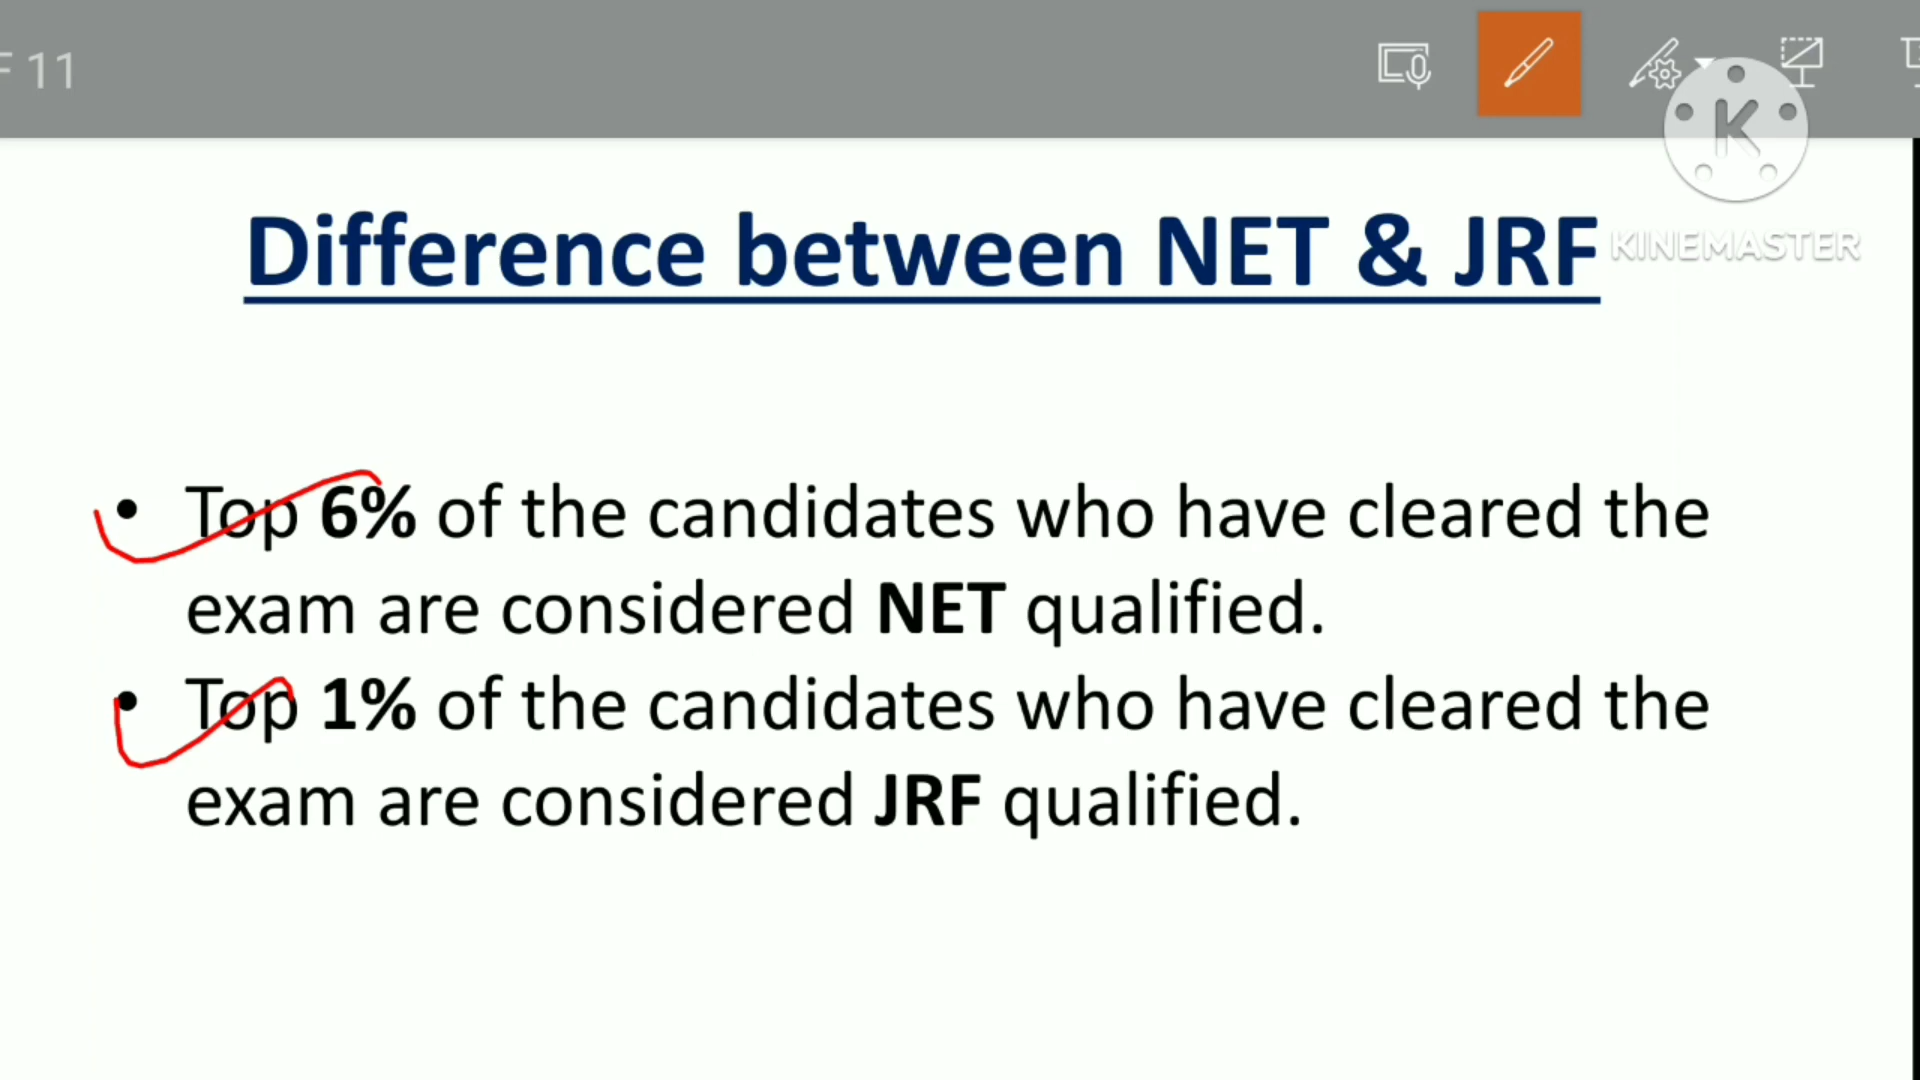 F 11
K
KINEMASTER
Difference between NET & JRF
• Top 6% of the candidates who have cleared the
exam are considered NET qualified.
• Top 1% of the candidates who have cleared the
exam are considered JRF qualified.